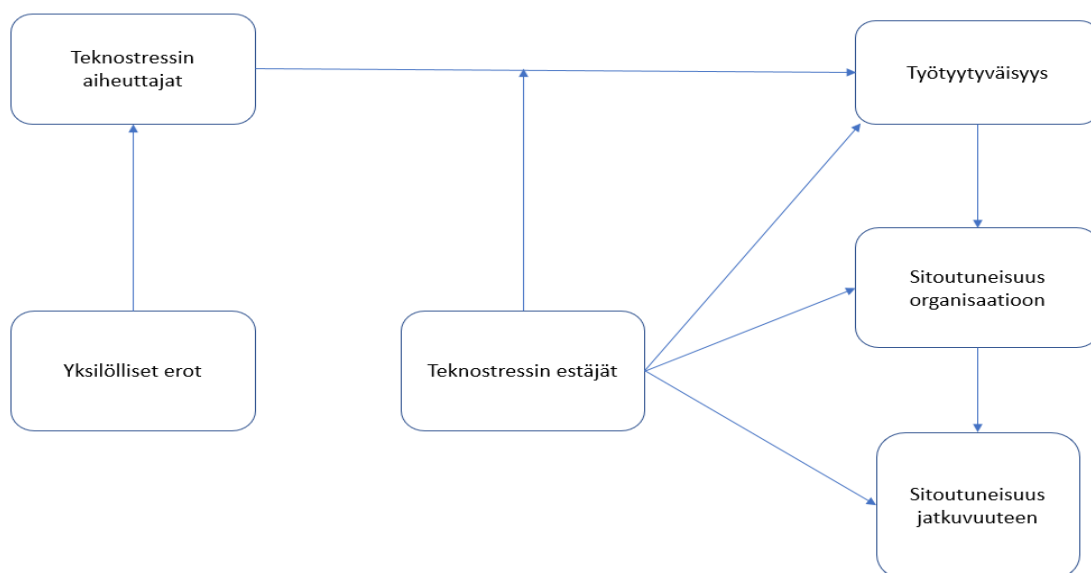 Teknostressin
aiheuttajat
Työtyytyväisyys
Sitoutuneisuus
organisaatioon
Yksilölliset erot
Teknostressin estäjät
Sitoutuneisuus
jatkuvuuteen